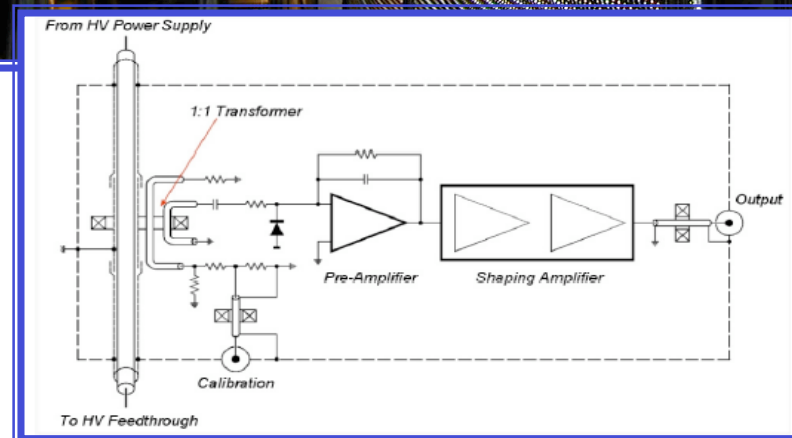 From HV Power Supply
1:1 Transformer
Output
Pre-Amplifier
Shaping Amplifier
Calibration
To HV Feedthrough